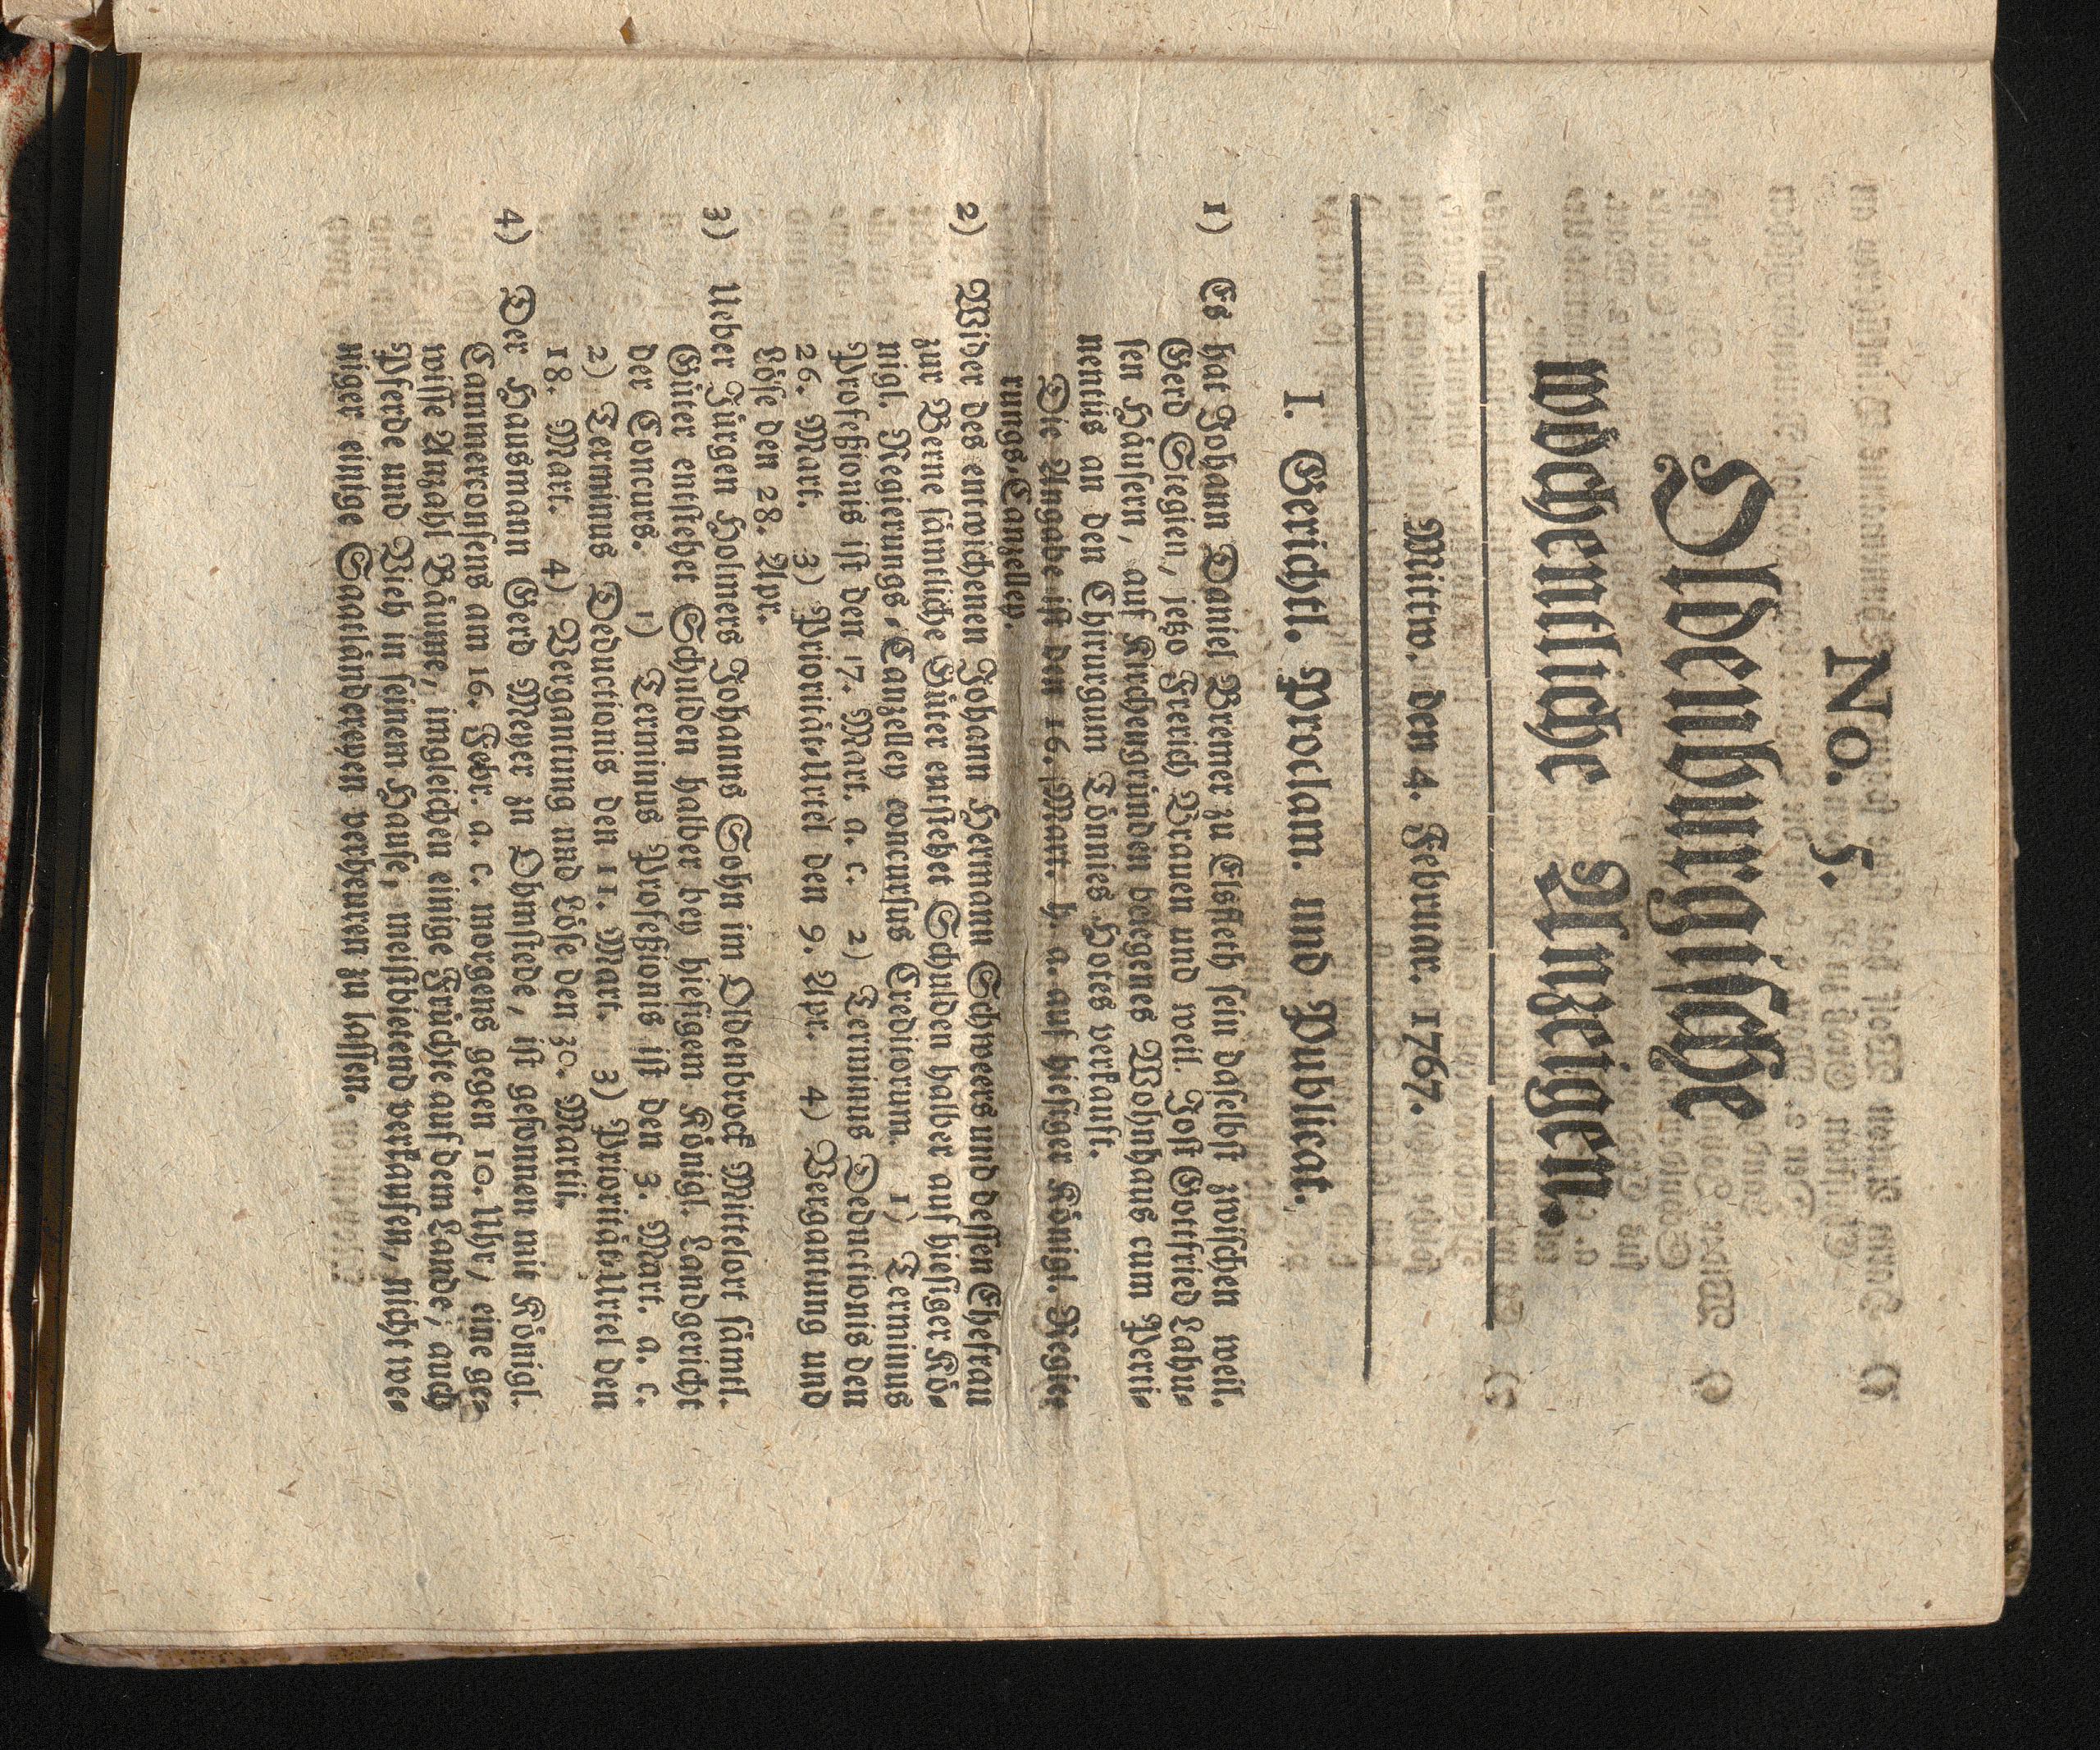 No. 5.
Oldenburgische
wöchentliche Anzeigen.
Mittw. den 4. Februar. 1767.
I. Gerichtl. Proclam. und Publicat.
1) Es hat Johann Daniel Bremer zu Elsfleth sein daselbst zwischen weil.
Gerd Stegien, jetzo Frerich Brauen und weil. Jost Gottfried Lahu-
sen Häusern, auf Kirchengründen belegenes Wohnhaus cum Perti-
nentiis an den Chirurgum Tönnies Hotes verkauft.
Die Angabe ist den 16. Mart. h. a. auf hiesiger Königl. Regie-
rungs-Canzelley.
2) Wider des entwichenen Johann Hermann Schweers und dessen Ehefrau
zur Berne sämtliche Güter entstehet Schulden halber auf hiesiger Kö-
nigl. Regierungs-Canzelley concursus Creditorum. 1) Terminus
Profeßionis ist den 17. Mart. a. c. 2) Terminus Deductionis den
26. Mart. 3) Priorität-Urtel den 9. Apr. 4) Vergantung und
Löse den 28. Apr.
3) Ueber Jürgen Holmers Johanns Sohn im Oldenbrock Mittelort sämtl.
Güter entstehet Schulden halber bey hiesigem Königl. Landgericht
der Concurs. 1) Terminus Profeßionis ist den 3. Mart. a. c.
2) Terminus Deductionis den 11. Mart. 3) Priorität-Urtel den
18. Mart. 4) Vergantung und Löse den 30. Martii.
4) Der Hausmann Gerd Meyer zu Ohmstede, ist gesonnen mit Königl.
Cammerconsens am 16. Febr. a. c. morgens gegen 10. Uhr, eine ge-
wisse Anzahl Bäume, imgleichen einige Früchte auf dem Lande, auch
Pferde und Vieh in seinem Hause, meistbietend verkaufen, nicht we-
niger einige Saatländereyen verheuren zu lassen.